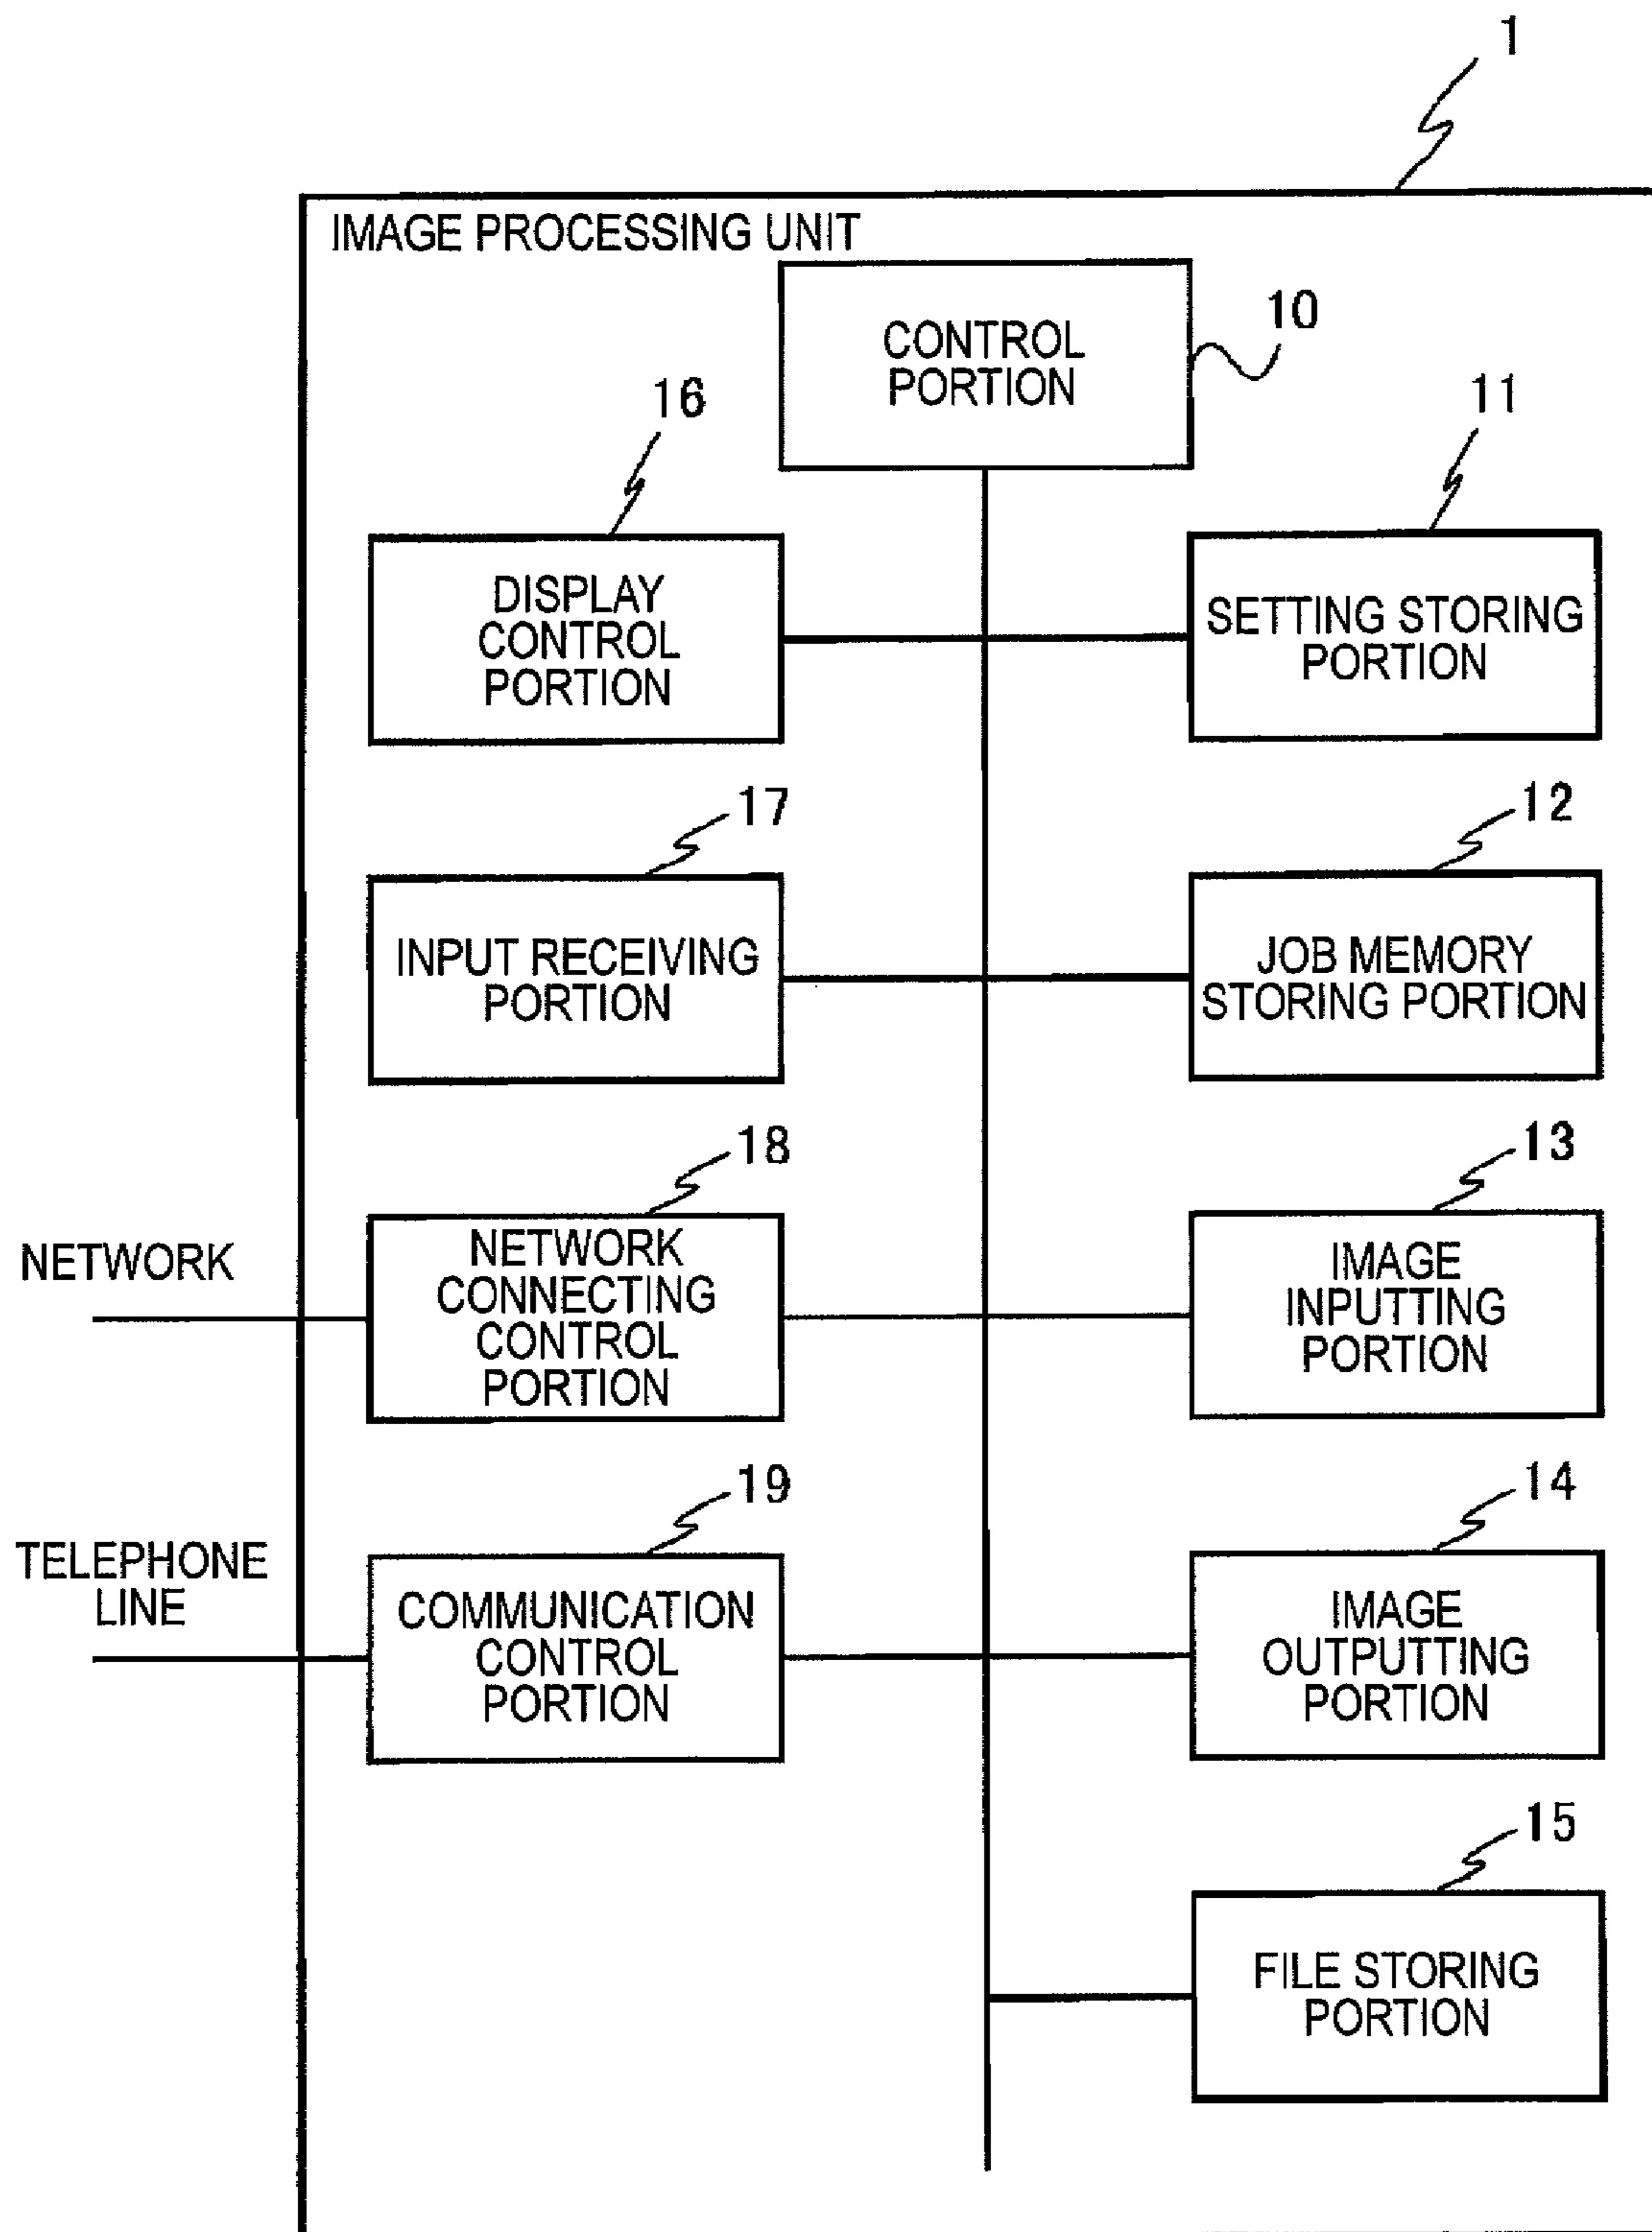 1
IMAGE PROCESSING UNIT
CONTROL
PORTION
10
16
DISPLAY
CONTROL
PORTION
11
SETTING STORING
PORTION
17
INPUT RECEIVING
PORTION
12
JOB MEMORY
STORING PORTION
NETWORK
18
NETWORK
CONNECTING
CONTROL
PORTION
13
IMAGE
INPUTTING
PORTION
TELEPHONE
LINE
19
COMMUNICATION
CONTROL
PORTION
14
IMAGE
OUTPUTTING
PORTION
15
FILE STORING
PORTION